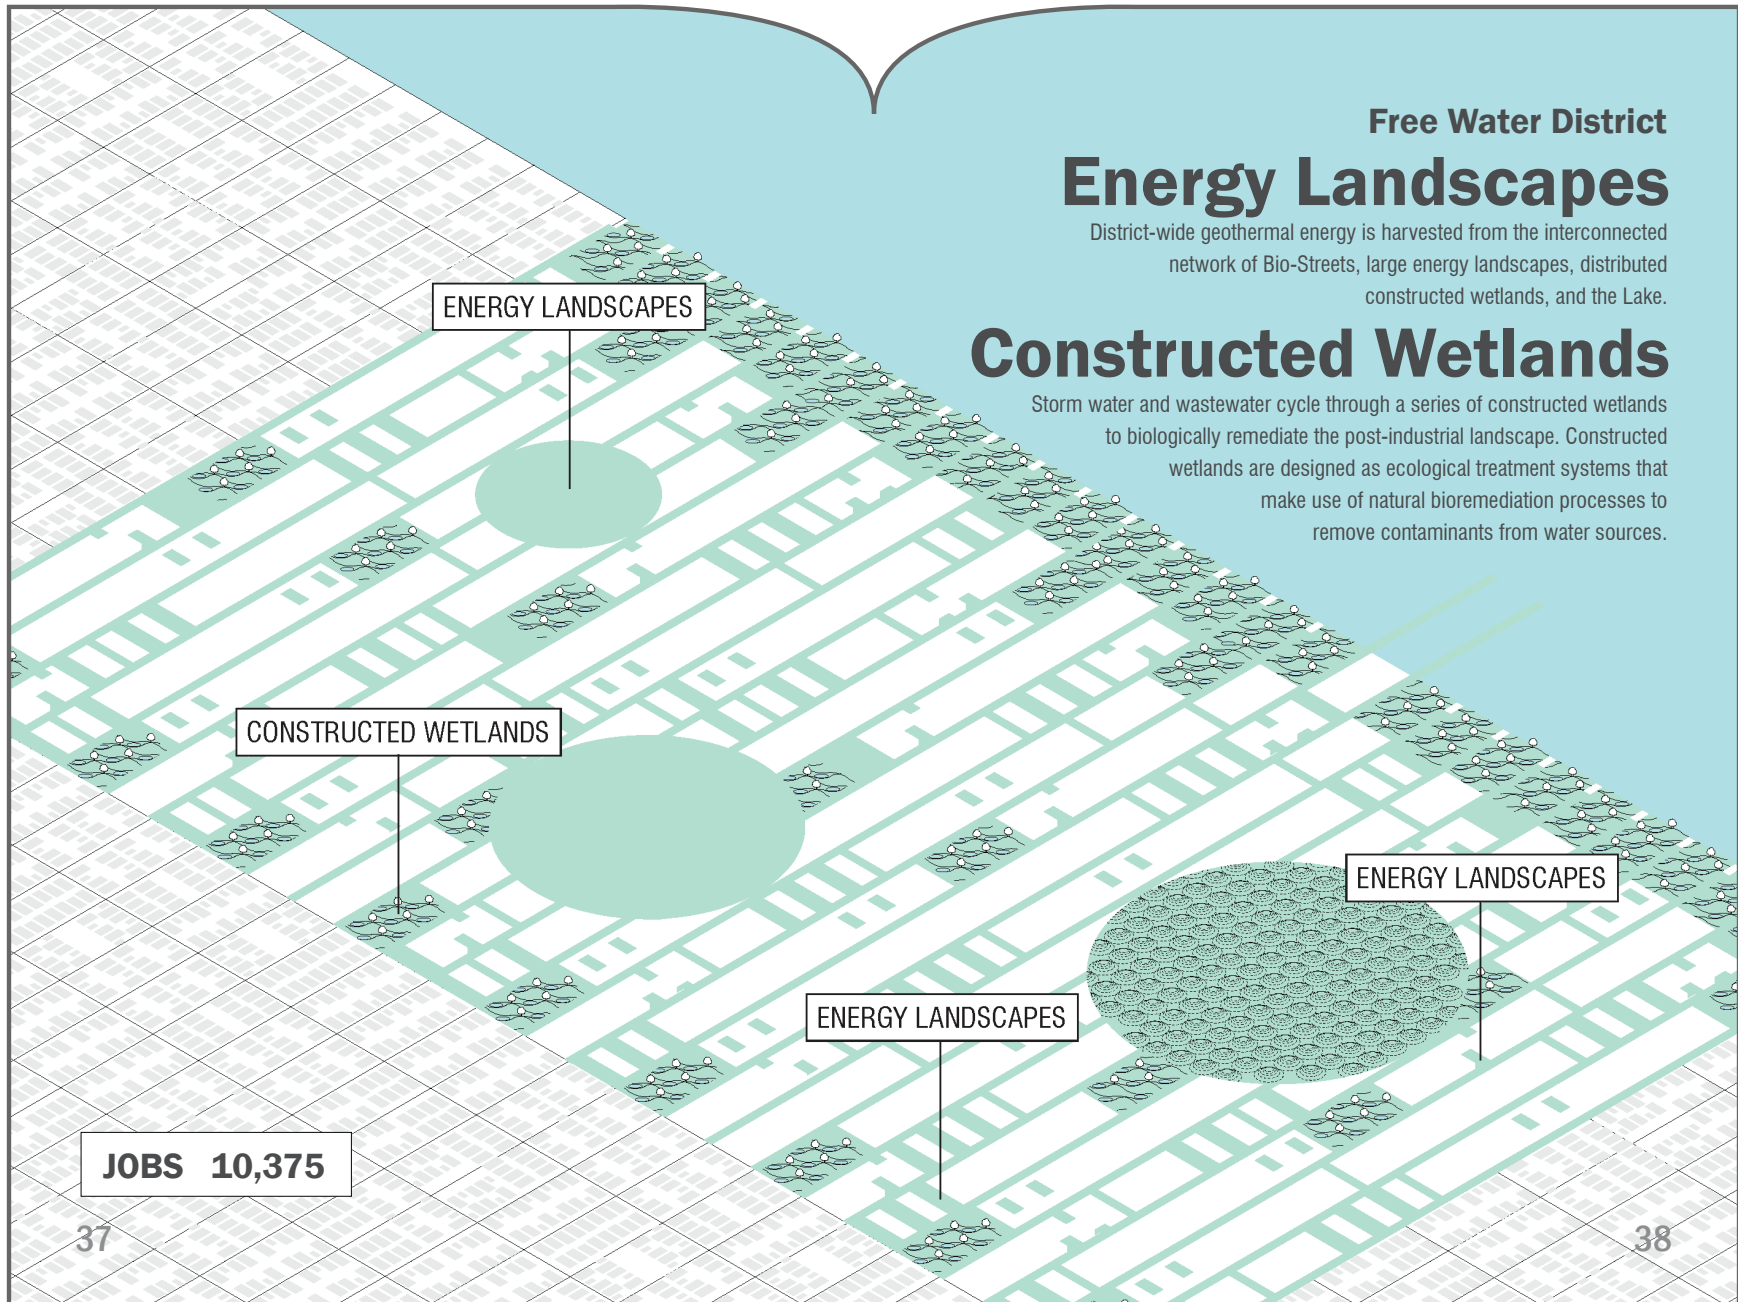 Free Water District
Energy Landscapes
District-wide geothermal energy is harvested from the interconnected
network of Bio-Streets, large energy landscapes, distributed
constructed wetlands, and the Lake.
Constructed Wetlands
Storm water and wastewater cycle through a series of constructed wetlands
to biologically remediate the post-industrial landscape. Constructed
wetlands are designed as ecological treatment systems that
make use of natural bioremediation processes to
remove contaminants from water sources.
ENERGY LANDSCAPES
CONSTRUCTED WETLANDS
ENERGY LANDSCAPES
ENERGY LANDSCAPES
JOBS 10,375
37
38